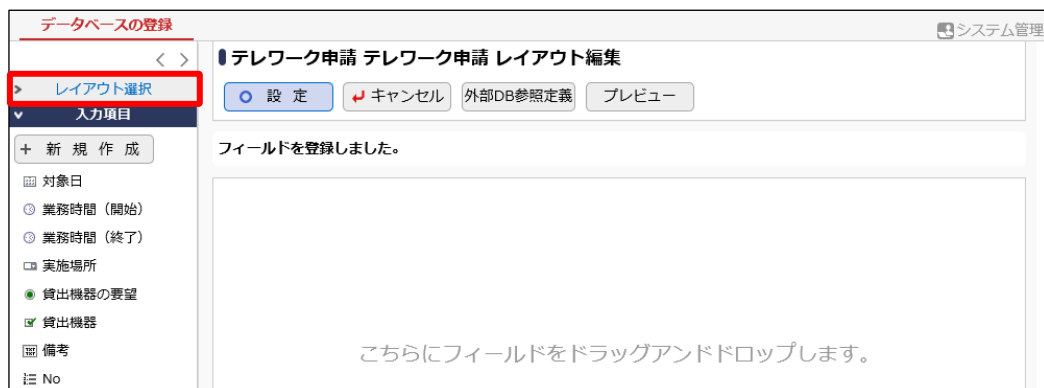 データベースの登録
システム管理
< >
> レイアウト選択
入力項目
+ 新 規 作 成
対象日
業務時間（開始）
業務時間（終了）
実施場所
貸出機器の要望
貸出機器
備考
No
テレワーク申請 テレワーク申請 レイアウト編集
設 定
キャンセル
外部DB参照定義
プレビュー
フィールドを登録しました。
こちらにフィールドをドラッグアンドドロップします。